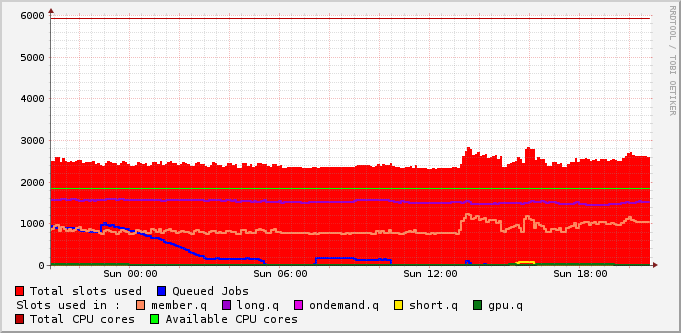 6000
5000
4000
3000
2000
1000
0
Sun 00:00 Sun 06:00 Sun 12:00 Sun 18:00
RRDTOOL / TOBI OETIKER
Total slots used Queued Jobs
Slots used in : member.q long.q ondemand.q short.q gpu.q
Total CPU cores Available CPU cores